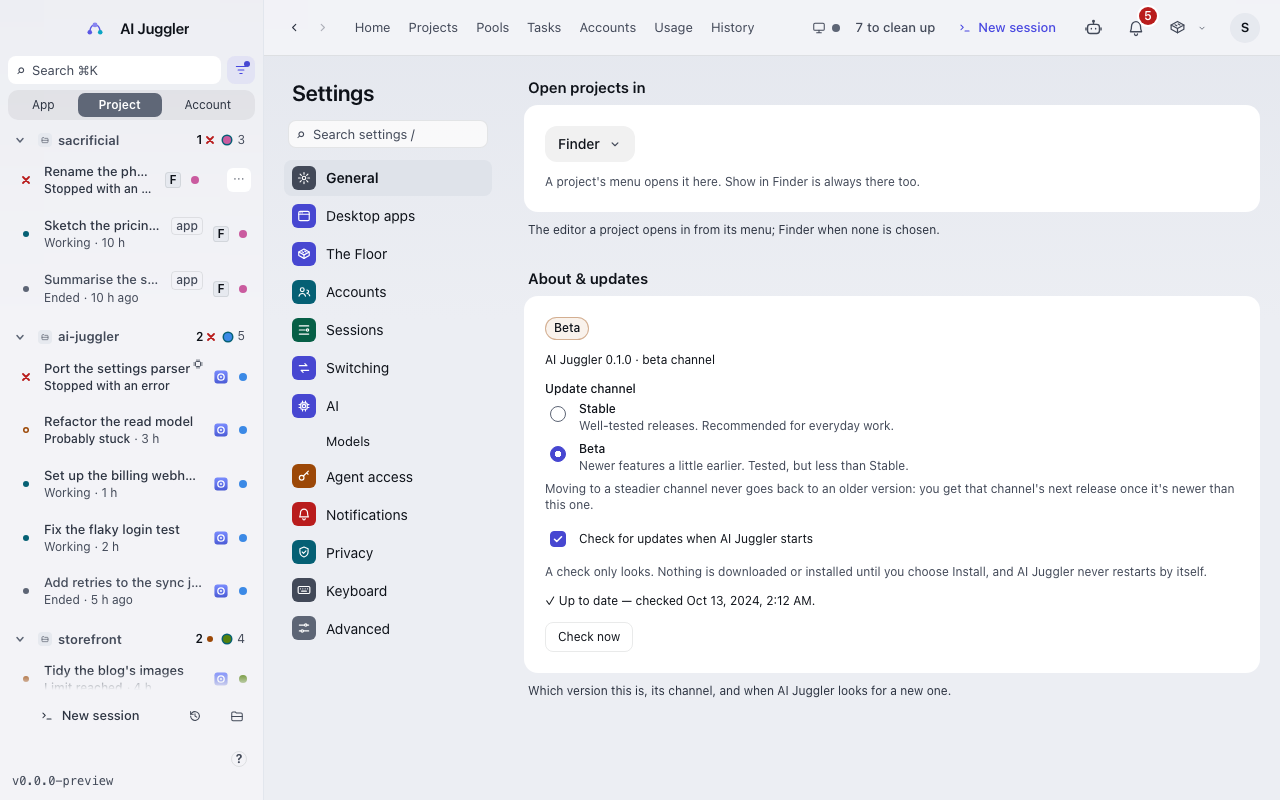 AI Juggler
Search ⌘K
App
Project
Account
sacrificial
1
3
Rename the ph...
Stopped with an ...
F
Sketch the pricin...
app
Working · 10 h
F
Summarise the s...
app
Ended · 10 h ago
F
ai-juggler
2
5
Port the settings parser
Stopped with an error
Refactor the read model
Probably stuck · 3 h
Set up the billing webh...
Working · 1 h
Fix the flaky login test
Working · 2 h
Add retries to the sync j...
Ended · 5 h ago
storefront
2
4
Tidy the blog's images
Limit reached · 4 h
New session
?
v0.0.0-preview
Home
Projects
Pools
Tasks
Accounts
Usage
History
7 to clean up
New session
5
S
Settings
Search settings /
General
Desktop apps
The Floor
Accounts
Sessions
Switching
AI
Models
Agent access
Notifications
Privacy
Keyboard
Advanced
Open projects in
Finder
A project's menu opens it here. Show in Finder is always there too.
The editor a project opens in from its menu; Finder when none is chosen.
About & updates
Beta
AI Juggler 0.1.0 · beta channel
Update channel
Stable
Well-tested releases. Recommended for everyday work.
Beta
Newer features a little earlier. Tested, but less than Stable.
Moving to a steadier channel never goes back to an older version: you get that channel's next release once it's newer than
this one.
Check for updates when AI Juggler starts
A check only looks. Nothing is downloaded or installed until you choose Install, and AI Juggler never restarts by itself.
✓ Up to date — checked Oct 13, 2024, 2:12 AM.
Check now
Which version this is, its channel, and when AI Juggler looks for a new one.